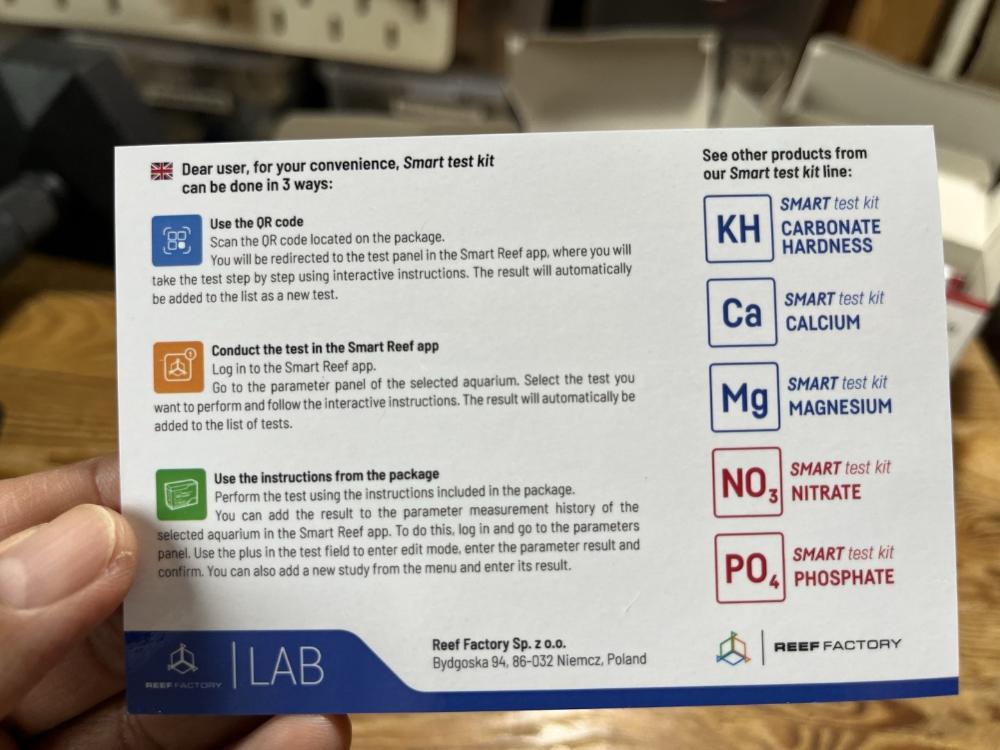 Dear user, for your convenience, Smart test kit
can be done in 3 ways:
Use the QR code
Scan the QR code located on the package.
You will be redirected to the test panel in the Smart Reef app, where you will
take the test step by step using interactive instructions. The result will automatically
be added to the list as a new test.
Conduct the test in the Smart Reef app
Log in to the Smart Reef app.
Go to the parameter panel of the selected aquarium. Select the test you
want to perform and follow the interactive instructions. The result will automatically be
added to the list of tests.
Use the instructions from the package
Perform the test using the instructions included in the package.
You can add the result to the parameter measurement history of the
selected aquarium in the Smart Reef app. To do this, log in and go to the parameters
panel. Use the plus in the test field to enter edit mode, enter the parameter result and
confirm. You can also add a new study from the menu and enter its result.
See other products from
our Smart test kit line:
KH
SMART test kit
CARBONATE
HARDNESS
Ca
SMART test kit
CALCIUM
Mg
SMART test kit
MAGNESIUM
NO₃
SMART test kit
NITRATE
PO₄
SMART test kit
PHOSPHATE
REEF FACTORY
LAB
Reef Factory Sp. z o.o.
Bydgoska 94, 86-032 Niemcz, Poland
REEF FACTORY